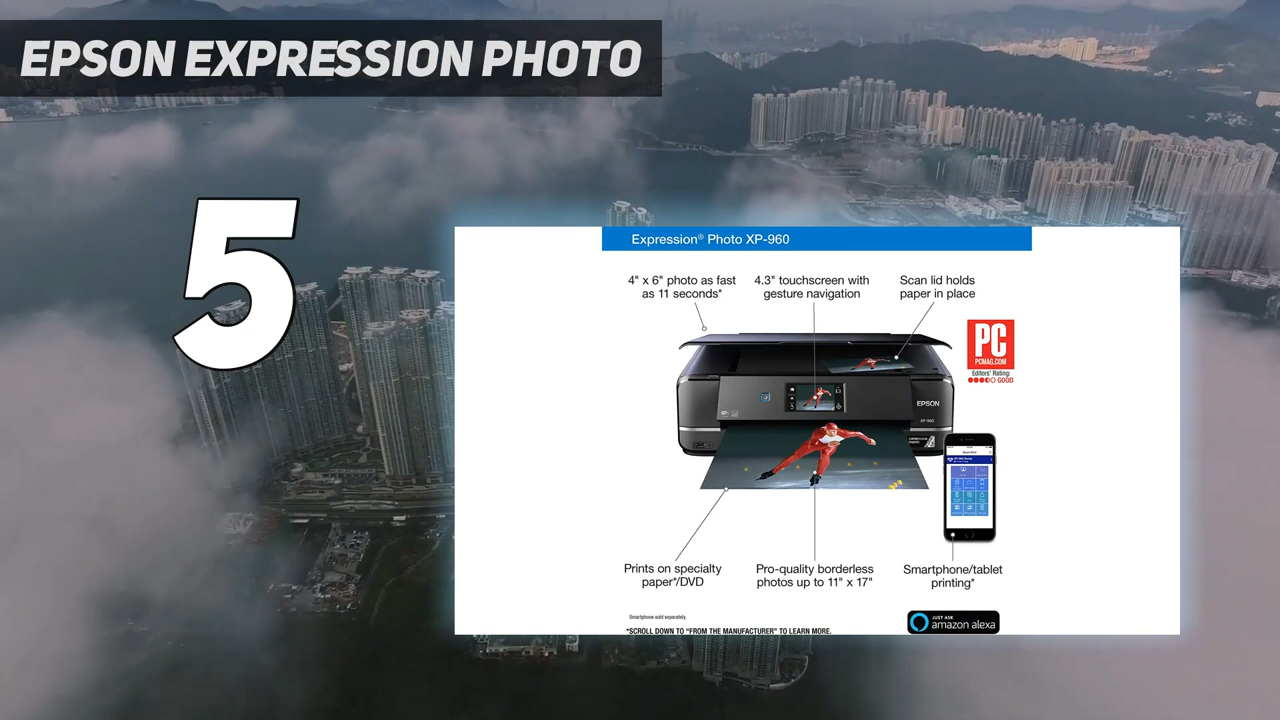 EPSON EXPRESSION PHOTO
5
Expression® Photo XP-960
4" x 6" photo as fast
as 11 seconds*
4.3" touchscreen with
gesture navigation
Scan lid holds
paper in place
PC
PCMAG.COM
Editors' Rating:
GOOD
EPSON
XP-960
Prints on specialty
paper*/DVD
Pro-quality borderless
photos up to 11" x 17"
Smartphone/tablet
printing*
Smartphone sold separately.
*SCROLL DOWN TO "FROM THE MANUFACTURER" TO LEARN MORE.
JUST ASK
amazon alexa